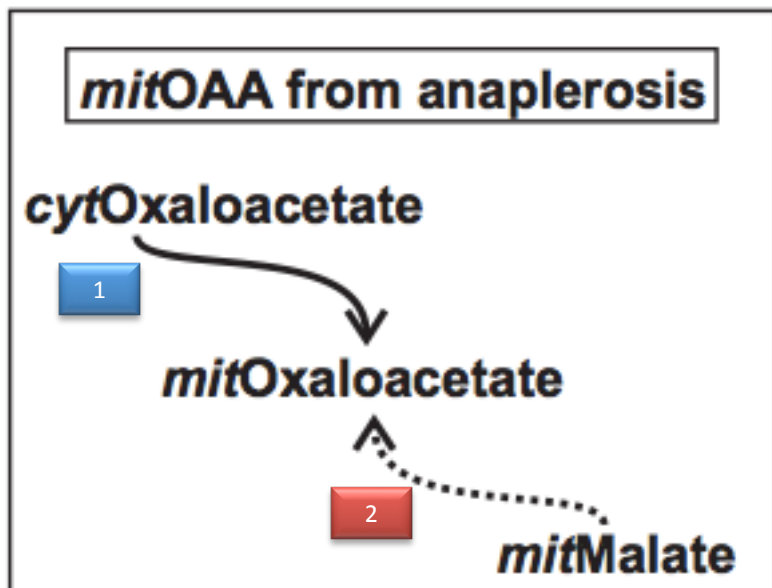 mitOAA from anaplerosis
cytOxaloacetate
1
mitOxaloacetate
2
mitMalate